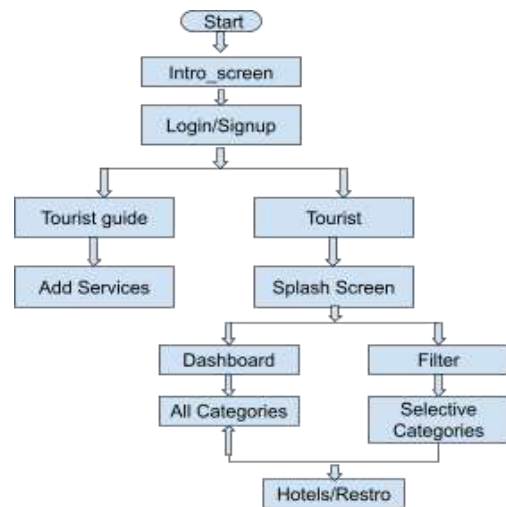 Start
Intro_screen
Login/Signup
Tourist guide
Tourist
Add Services
Splash Screen
Dashboard
Filter
All Categories
Selective
Categories
Hotels/Restro